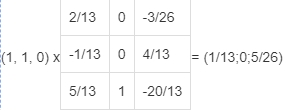 2/13 0 -3/26
(1, 1, 0) x -1/13 0 4/13 = (1/13;0;5/26)
5/13 1 -20/13